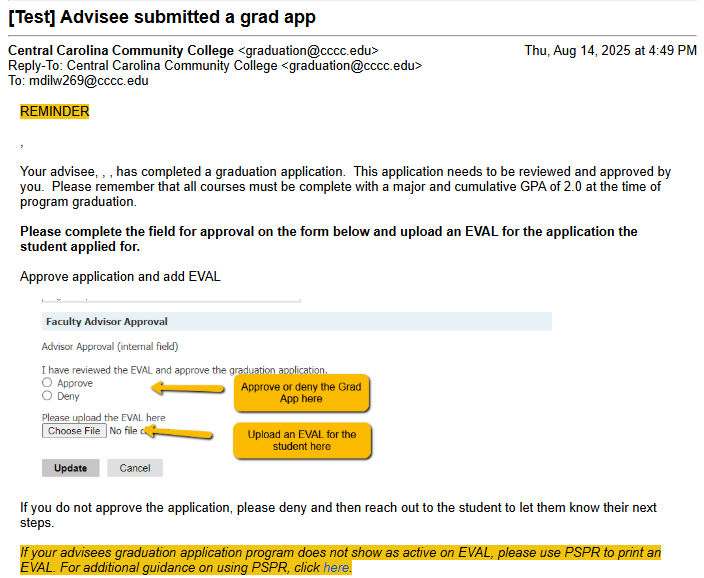 [Test] Advisee submitted a grad app
Central Carolina Community College <graduation@cccc.edu>
Thu, Aug 14, 2025 at 4:49 PM
Reply-To: Central Carolina Community College <graduation@cccc.edu>
To: mdilw269@cccc.edu
REMINDER
,
Your advisee, , , has completed a graduation application.  This application needs to be reviewed and approved by
you.  Please remember that all courses must be complete with a major and cumulative GPA of 2.0 at the time of
program graduation.
Please complete the field for approval on the form below and upload an EVAL for the application the
student applied for.
Approve application and add EVAL
Faculty Advisor Approval
Advisor Approval (internal field)
I have reviewed the EVAL and approve the graduation application.
Approve
Deny
Approve or deny the Grad
App here
Please upload the EVAL here
Choose File No file
Upload an EVAL for the
student here
Update Cancel
If you do not approve the application, please deny and then reach out to the student to let them know their next
steps.
If your advisees graduation application program does not show as active on EVAL, please use PSPR to print an
EVAL. For additional guidance on using PSPR, click here.